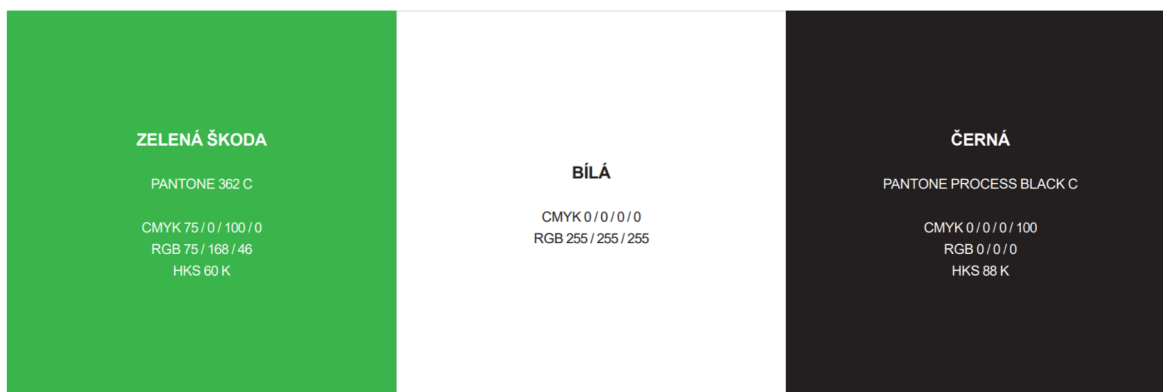 ZELENÁ ŠKODA
PANTONE 362 C
CMYK 75 / 0 / 100 / 0
RGB 75 / 168 / 46
HKS 60 K
BÍLÁ
CMYK 0 / 0 / 0 / 0
RGB 255 / 255 / 255
ČERNÁ
PANTONE PROCESS BLACK C
CMYK 0 / 0 / 0 / 100
RGB 0 / 0 / 0
HKS 88 K